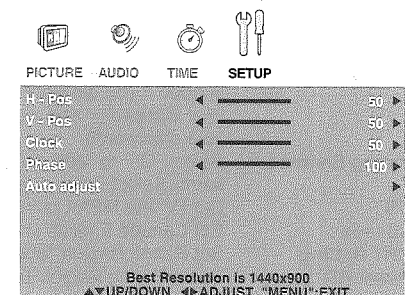 PICTURE AUDIO TIME SETUP
H - Pos 50
V - Pos 50
Clock 50
Phase 100
Auto adjust
Best Resolution is 1440x900
▲▼UP/DOWN ◀▶ADJUST "MENU":EXIT